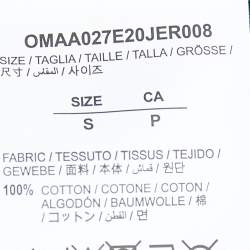 OMAA027E20JER008
SIZE / TAGLIA / TAILLE / TALLA / GRÖSSE /
尺寸 / المقاس / 사이즈
SIZE CA
S P
FABRIC / TESSUTO / TISSUS / TEJIDO /
GEWEBE / 面料 / 本体 / قماش / 원단
100% COTTON / COTONE / COTON /
ALGODÓN / BAUMWOLLE / 棉
/ コットン / القطن / 면